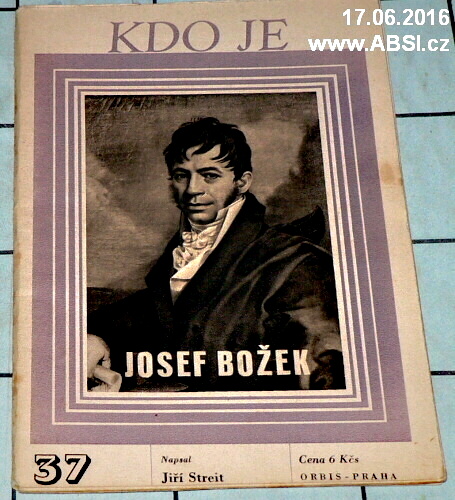 17.06.2016
www.ABSI.cz
KDO JE
JOSEF BOŽEK
37
Napsal
Jiří Streit
Cena 6 Kčs
ORBIS - PRAHA